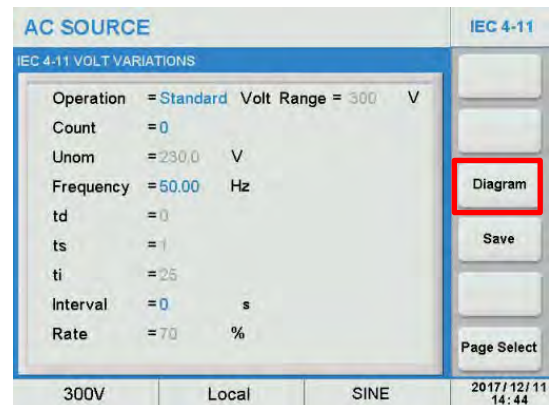 AC SOURCE
IEC 4-11
IEC 4-11 VOLT VARIATIONS
Operation = Standard Volt Range = 300 V
Count = 0
Unom = 230.0 V
Frequency = 50.00 Hz
td = 0
ts = 1
ti = 25
Interval = 0 s
Rate = 70 %
Diagram
Save
Page Select
300V Local SINE
2017/12/11
14:44